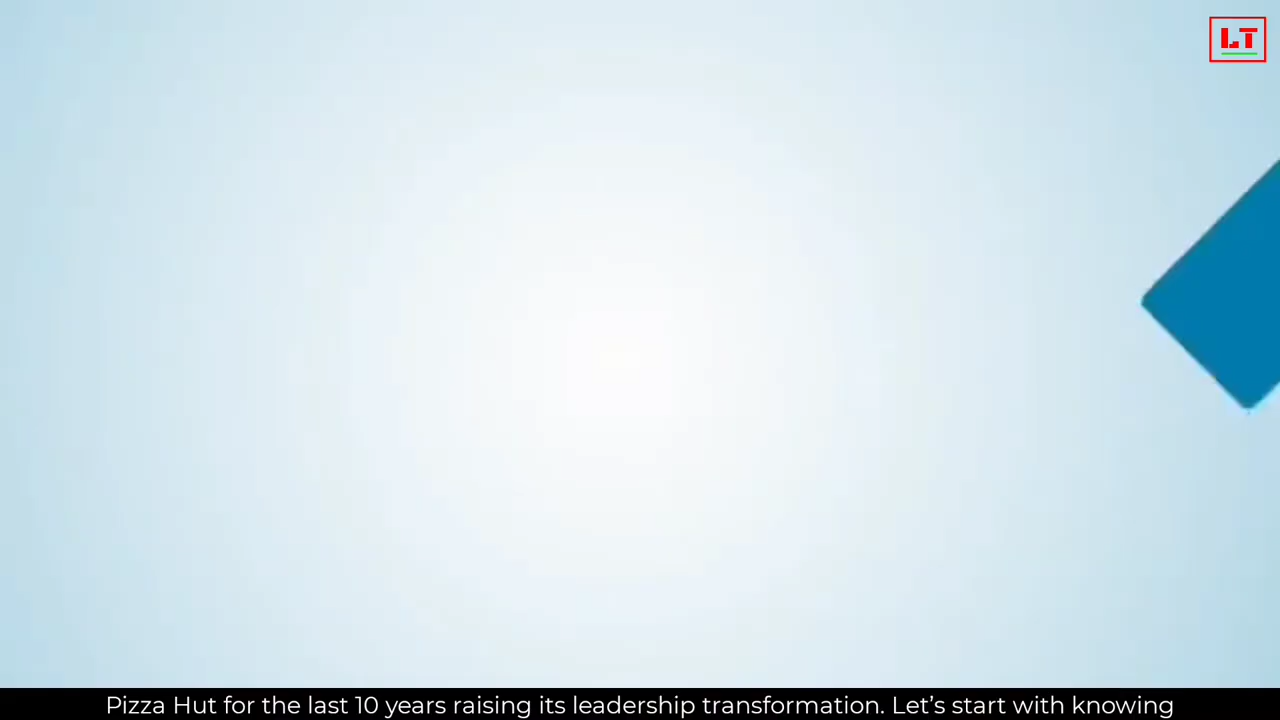 LT
Pizza Hut for the last 10 years raising its leadership transformation. Let’s start with knowing